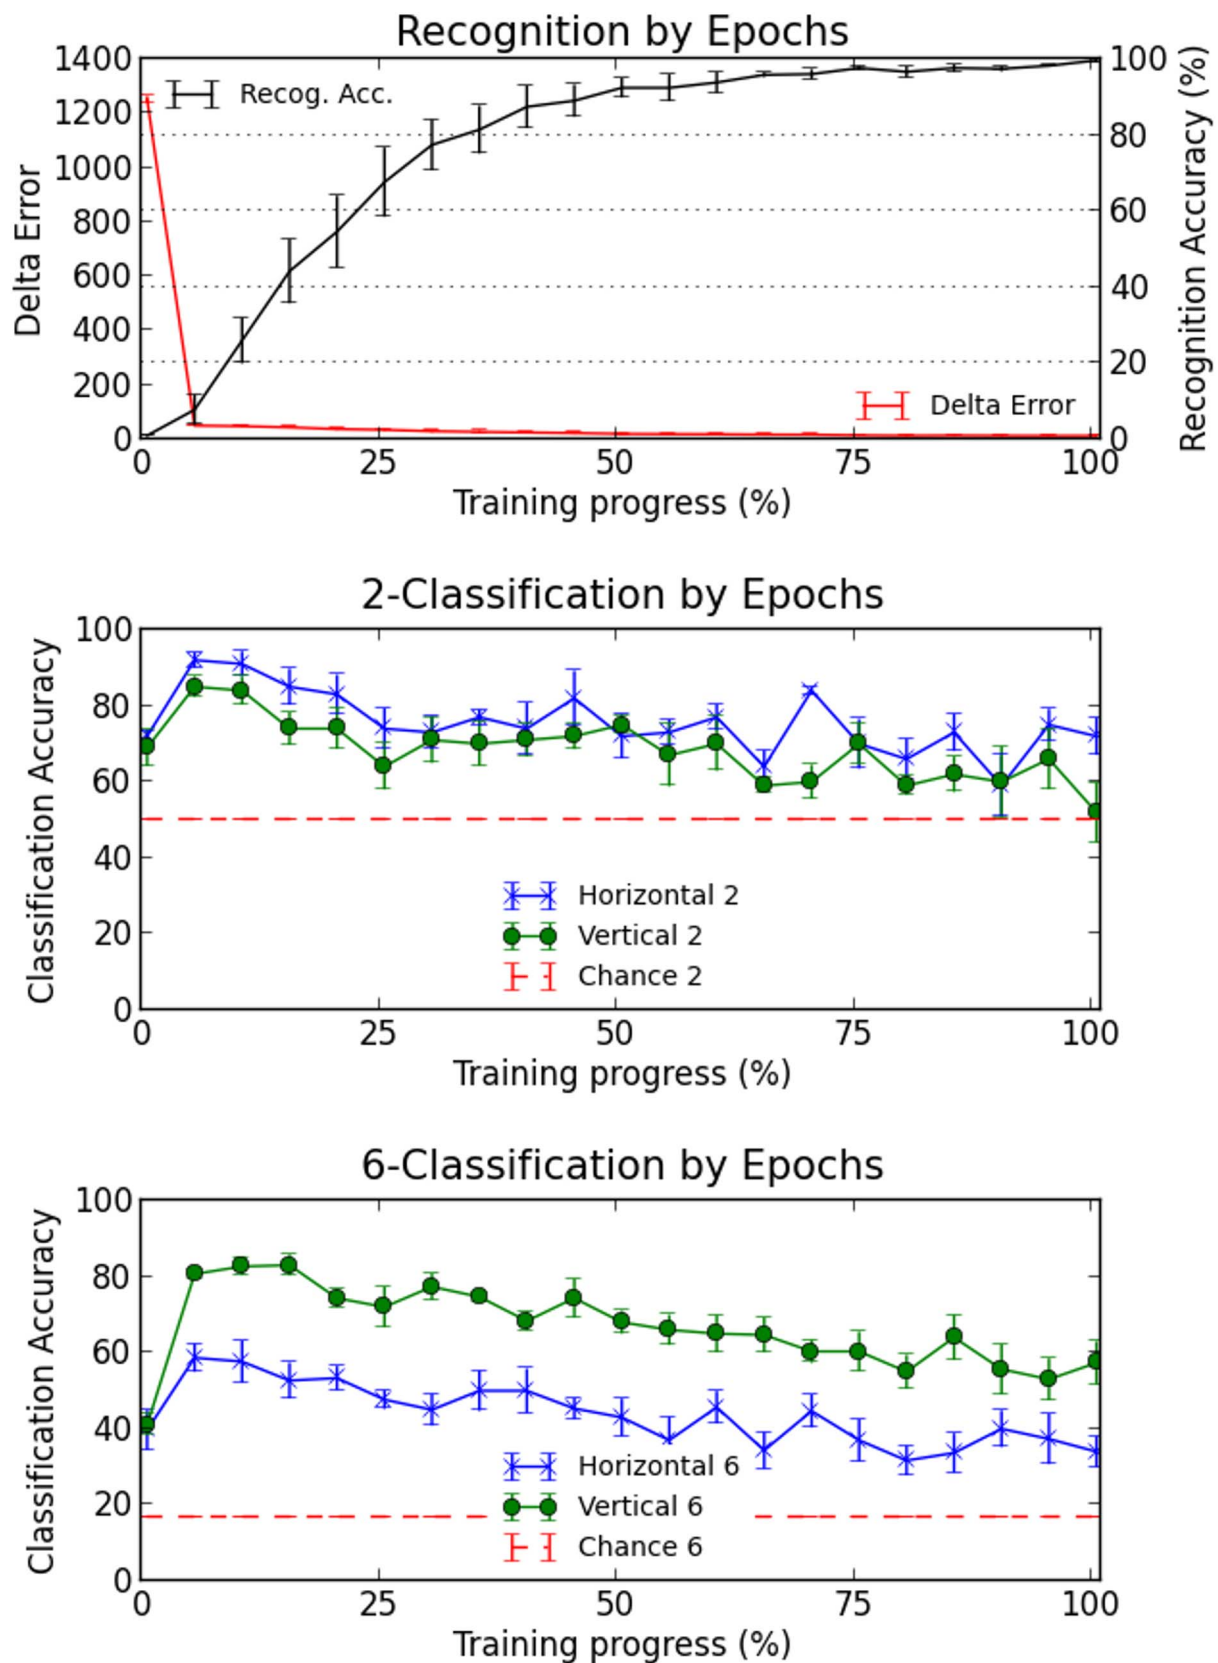 Recognition by Epochs
1400
1200
1000
800
600
400
200
0
Delta Error
100
80
60
40
20
0
Recognition Accuracy (%)
Recog. Acc.
Delta Error
0 25 50 75 100
Training progress (%)
2-Classification by Epochs
100
80
60
40
20
0
Classification Accuracy
Horizontal 2
Vertical 2
Chance 2
0 25 50 75 100
Training progress (%)
6-Classification by Epochs
100
80
60
40
20
0
Classification Accuracy
Horizontal 6
Vertical 6
Chance 6
0 25 50 75 100
Training progress (%)